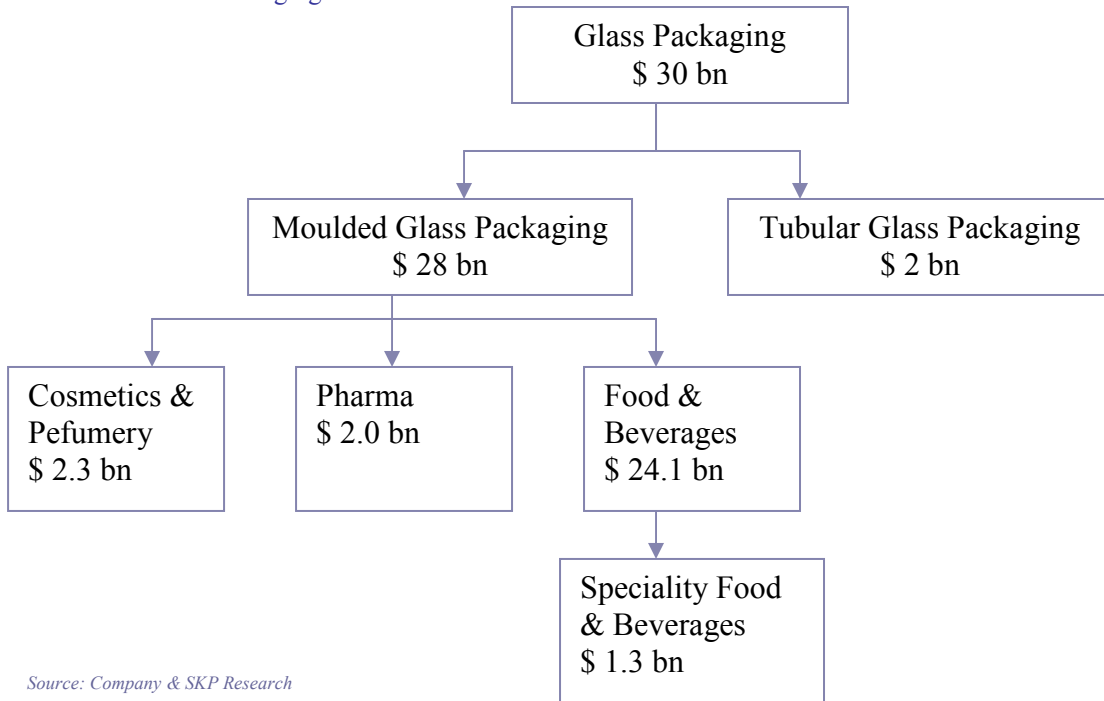 Glass Packaging
$ 30 bn
Moulded Glass Packaging
$ 28 bn
Tubular Glass Packaging
$ 2 bn
Cosmetics &
Pefumery
$ 2.3 bn
Pharma
$ 2.0 bn
Food &
Beverages
$ 24.1 bn
Speciality Food
& Beverages
$ 1.3 bn
Source: Company & SKP Research